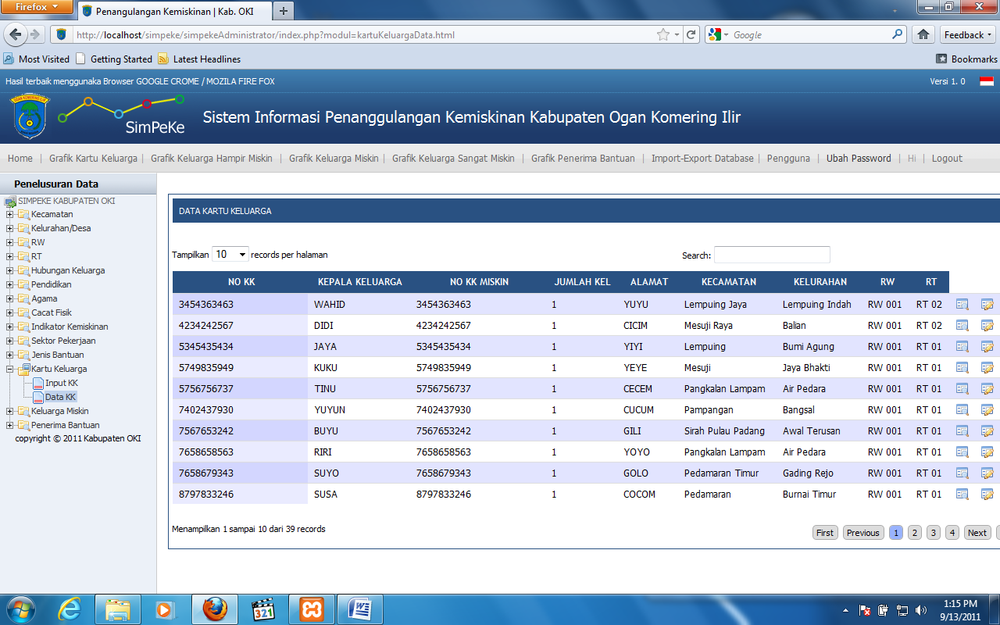 Firefox
Penangulangan Kemiskinan | Kab. OKI
http://localhost/simpeke/simpekeAdministrator/index.php?modul=kartuKeluargaData.html
Google
Feedback
Most Visited Getting Started Latest Headlines Bookmarks
Hasil terbaik menggunaka Browser GOOGLE CROME / MOZILA FIRE FOX
Versi 1. 0
OGAN KOMERING ILIR
SimPeKe
Sistem Informasi Penanggulangan Kemiskinan Kabupaten Ogan Komering Ilir
Home | Grafik Kartu Keluarga | Grafik Keluarga Hampir Miskin | Grafik Keluarga Miskin | Grafik Keluarga Sangat Miskin | Grafik Penerima Bantuan | Import-Export Database | Pengguna | Ubah Password | Hi | Logout
Penelusuran Data
SIMPEKE KABUPATEN OKI
Kecamatan
Kelurahan/Desa
RW
RT
Hubungan Keluarga
Pendidikan
Agama
Cacat Fisik
Indikator Kemiskinan
Sektor Pekerjaan
Jenis Bantuan
Kartu Keluarga
Input KK
Data KK
Keluarga Miskin
Penerima Bantuan
copyright © 2011 Kabupaten OKI
DATA KARTU KELUARGA
Tampilkan 10 records per halaman
Search:
NO KK KEPALA KELUARGA NO KK MISKIN JUMLAH KEL ALAMAT KECAMATAN KELURAHAN RW RT
3454363463 WAHID 3454363463 1 YUYU Lempuing Jaya Lempuing Indah RW 001 RT 02
4234242567 DIDI 4234242567 1 CICIM Mesuji Raya Balian RW 001 RT 02
5345435434 JAYA 5345435434 1 YIYI Lempuing Bumi Agung RW 001 RT 01
5749835949 KUKU 5749835949 1 YEYE Mesuji Jaya Bhakti RW 001 RT 01
5756756737 TINU 5756756737 1 CECEM Pangkalan Lampam Air Pedara RW 001 RT 01
7402437930 YUYUN 7402437930 1 CUCUM Pampangan Bangsal RW 001 RT 01
7567653242 BUYU 7567653242 1 GILI Sirah Pulau Padang Awal Terusan RW 001 RT 01
7658658563 RIRI 7658658563 1 YOYO Pangkalan Lampam Air Pedara RW 001 RT 01
7658679343 SUYO 7658679343 1 GOLO Pedamaran Timur Gading Rejo RW 001 RT 01
8797833246 SUSA 8797833246 1 COCOM Pedamaran Burnai Timur RW 001 RT 01
Menampilkan 1 sampai 10 dari 39 records
First Previous 1 2 3 4 Next
321
1:15 PM
9/13/2011